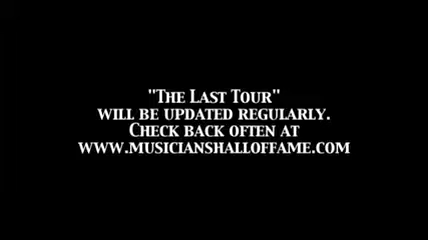 "The Last Tour"
will be updated regularly.
Check back often at
www.musicianshalloffame.com